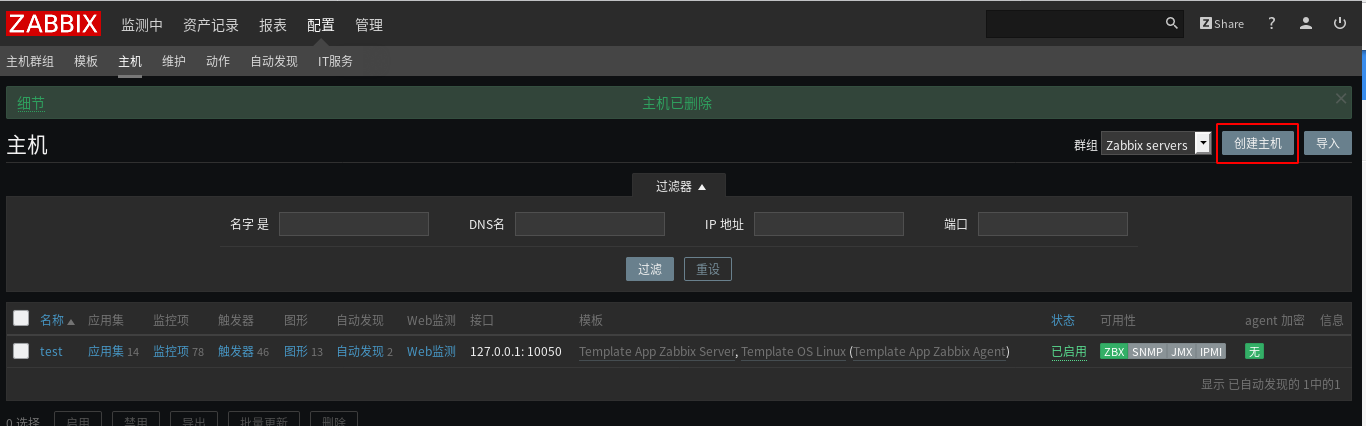 ZABBIX 监测中 资产记录 报表 配置 管理 Z Share ?
主机群组 模板 主机 维护 动作 自动发现 IT服务
细节 主机已删除
主机 群组 Zabbix servers 创建主机 导入
过滤器
名字 是 DNS名 IP 地址 端口
过滤 重设
名称 应用集 监控项 触发器 图形 自动发现 Web监测 接口 模板 状态 可用性 agent 加密 信息
test 应用集 14 监控项 78 触发器 46 图形 13 自动发现 2 Web监测 127.0.0.1: 10050 Template App Zabbix Server, Template OS Linux (Template App Zabbix Agent) 已启用 ZBX SNMP JMX IPMI 无
显示 已自动发现的 1中的1
0 选择 启用 禁用 导出 批量更新 删除